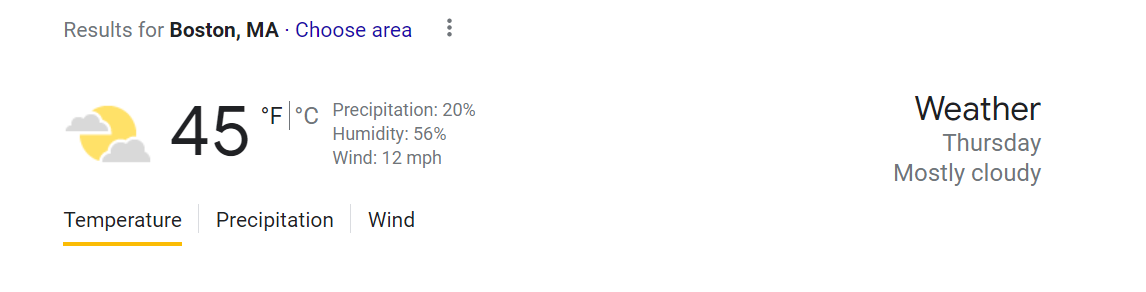 Results for Boston, MA · Choose area
45 °F | °C
Precipitation: 20%
Humidity: 56%
Wind: 12 mph
Weather
Thursday
Mostly cloudy
Temperature
Precipitation
Wind